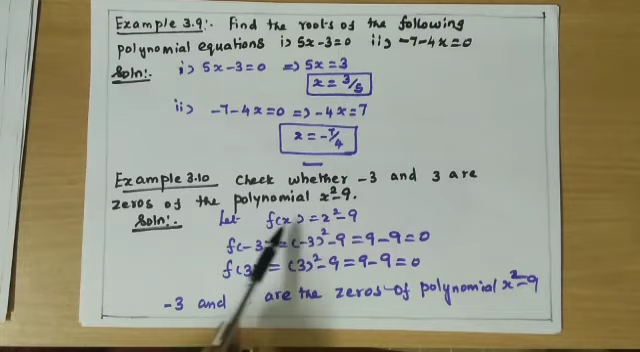 Example 3.9: Find the roots of the following
polynomial equations i) 5x-3=0 ii) -7-4x=0
Soln:- i) 5x-3=0 => 5x=3
x = 3/5
ii) -7-4x=0 => -4x=7
x = -7/4
Example 3.10 Check whether -3 and 3 are
zeros of the polynomial x²-9.
Soln:- Let f(x)=x²-9
f(-3 = (-3)²-9=9-9=0
f(3 = (3)²-9=9-9=0
-3 and are the zeros of polynomial x²-9